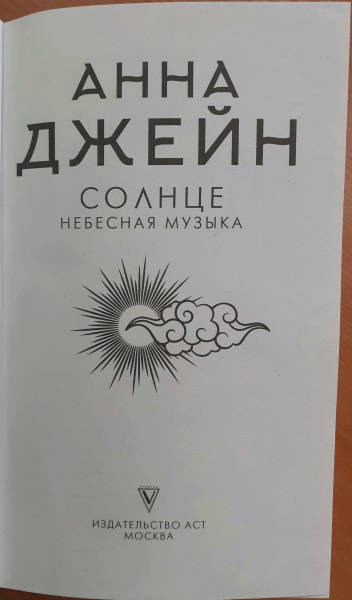 АННА
ДЖЕЙН
СОЛНЦЕ
НЕБЕСНАЯ МУЗЫКА
ИЗДАТЕЛЬСТВО АСТ
МОСКВА